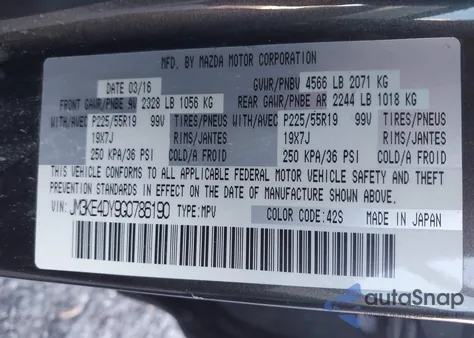 MFD. BY MAZDA MOTOR CORPORATION
DATE 03/16 GVWR/PNBV 4566 LB 2071 KG
FRONT GAWR/PNBE AV 2328 LB 1056 KG REAR GAWR/PNBE AR 2244 LB 1018 KG
WITH/AVEC P225/55R19 99V TIRES/PNEUS WITH/AVEC P225/55R19 99V TIRES/PNEUS
19X7J RIMS/JANTES 19X7J RIMS/JANTES
250 KPA/36 PSI COLD/A FROID 250 KPA/36 PSI COLD/A FROID
THIS VEHICLE CONFORMS TO ALL APPLICABLE FEDERAL MOTOR VEHICLE SAFETY, BUMPER, AND THEFT
PREVENTION STANDARDS IN EFFECT ON THE DATE OF MANUFACTURE SHOWN ABOVE.
VIN: JM3KE4DY9G0786190 TYPE: MPV COLOR CODE: 42S MADE IN JAPAN
autoSnap